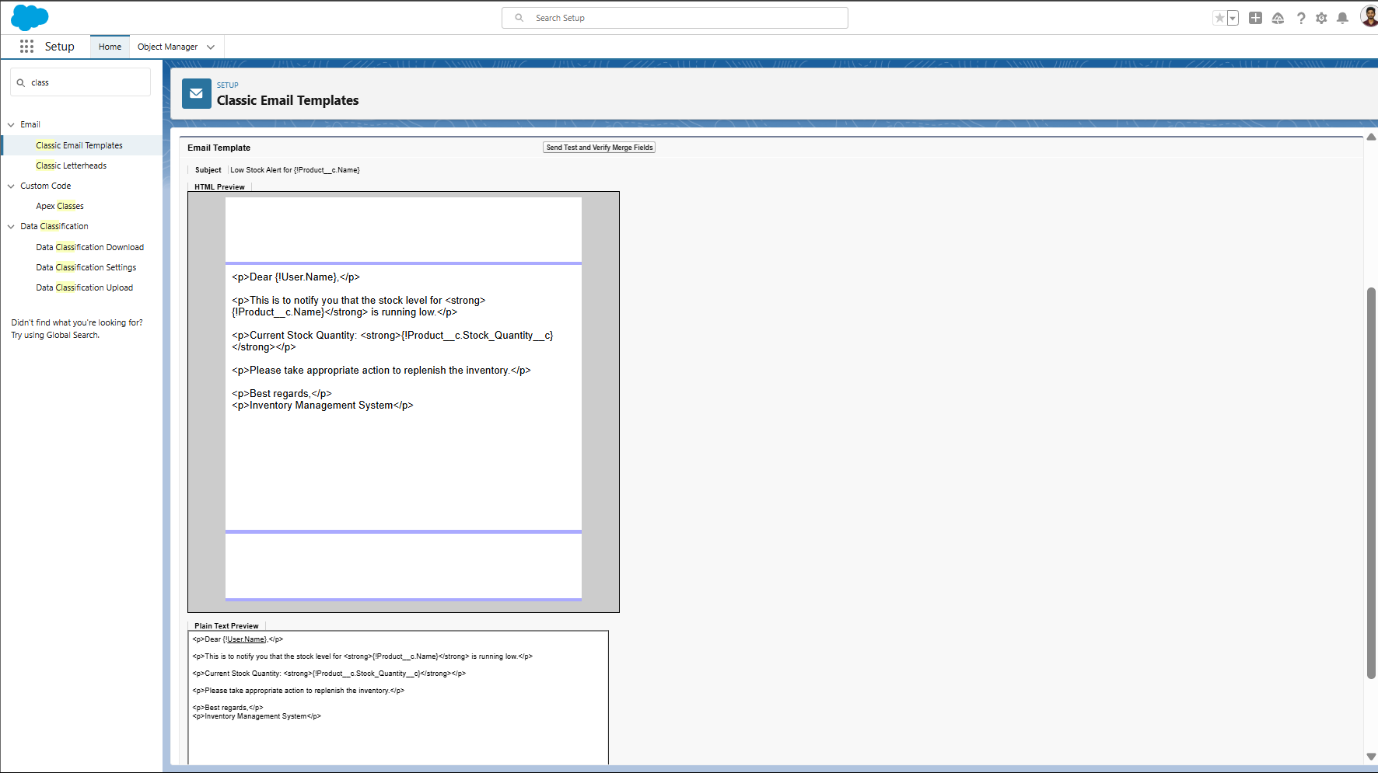 Search Setup
Setup
Home
Object Manager
class
Email
Classic Email Templates
Classic Letterheads
Custom Code
Apex Classes
Data Classification
Data Classification Download
Data Classification Settings
Data Classification Upload
Didn't find what you're looking for?
Try using Global Search.
SETUP
Classic Email Templates
Email Template
Send Test and Verify Merge Fields
Subject Low Stock Alert for {!Product__c.Name}
HTML Preview
<p>Dear {!User.Name},</p>
<p>This is to notify you that the stock level for <strong>
{!Product__c.Name}</strong> is running low.</p>
<p>Current Stock Quantity: <strong>{!Product__c.Stock_Quantity__c}
</strong></p>
<p>Please take appropriate action to replenish the inventory.</p>
<p>Best regards,</p>
<p>Inventory Management System</p>
Plain Text Preview
<p>Dear {!User.Name},</p>
<p>This is to notify you that the stock level for <strong>{!Product__c.Name}</strong> is running low.</p>
<p>Current Stock Quantity: <strong>{!Product__c.Stock_Quantity__c}</strong></p>
<p>Please take appropriate action to replenish the inventory.</p>
<p>Best regards,</p>
<p>Inventory Management System</p>